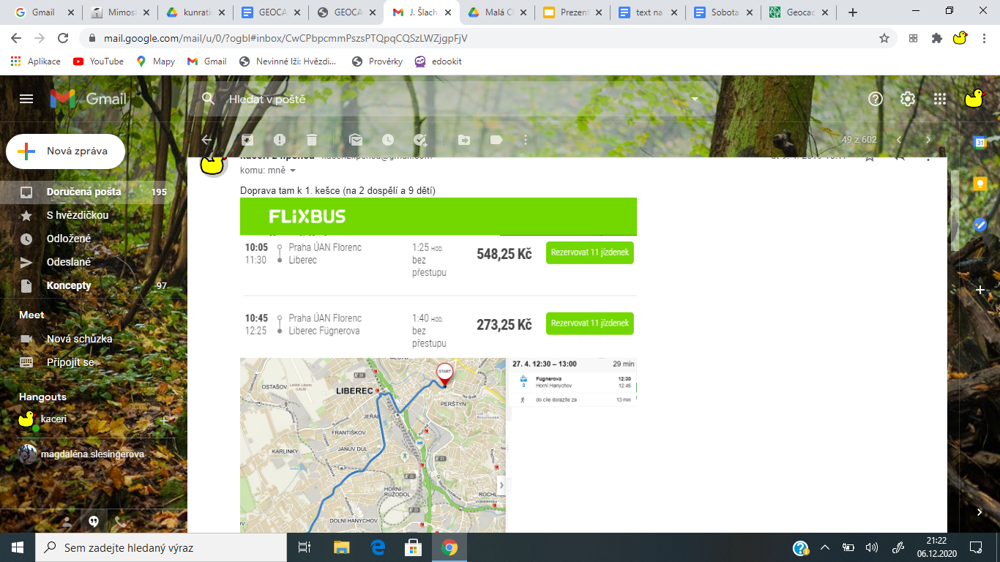 Gmail
Mimosl
kunrati
GEOCA
GEOCA
J. Šlach
Malá Cl
Prezent
text na
Sobota
Geocac
mail.google.com/mail/u/0/?ogbl#inbox/CwCPbpcmmPszsPTQpqCQSzLWZjgpFjV
Aplikace
YouTube
Mapy
Gmail
Nevinné lži: Hvězdi...
Prověrky
edookit
Gmail
Hledat v poště
Nová zpráva
49 z 602
komu: mně
Doručená pošta 195
S hvězdičkou
Odložené
Odeslané
Koncepty 97
Meet
Nová schůzka
Připojit se
Hangouts
kaceri
magdaléna slesingerova
Doprava tam k 1. kešce (na 2 dospělí a 9 dětí)
FLiXBUS
10:05 Praha ÚAN Florenc 1:25 HOD. 548,25 Kč Rezervovat 11 jízdenek
11:30 Liberec bez
přestupu
10:45 Praha ÚAN Florenc 1:40 HOD. 273,25 Kč Rezervovat 11 jízdenek
12:25 Liberec Fügnerova bez
přestupu
27. 4. 12:30 – 13:00 29 min
Fügnerova 12:30
3 Horní Hanychov 12:46
do cíle dorazíte za 13 min
START
OSTAŠOV
LIBEREC
PERŠTÝN
JEŘÁB
FRANTIŠKOV
KARLINKY
JANŮV DŮL
HORNÍ
RŮŽODOL
ROCHLI
DOLNÍ HANYCHOV
31
Sem zadejte hledaný výraz
21:22
06.12.2020